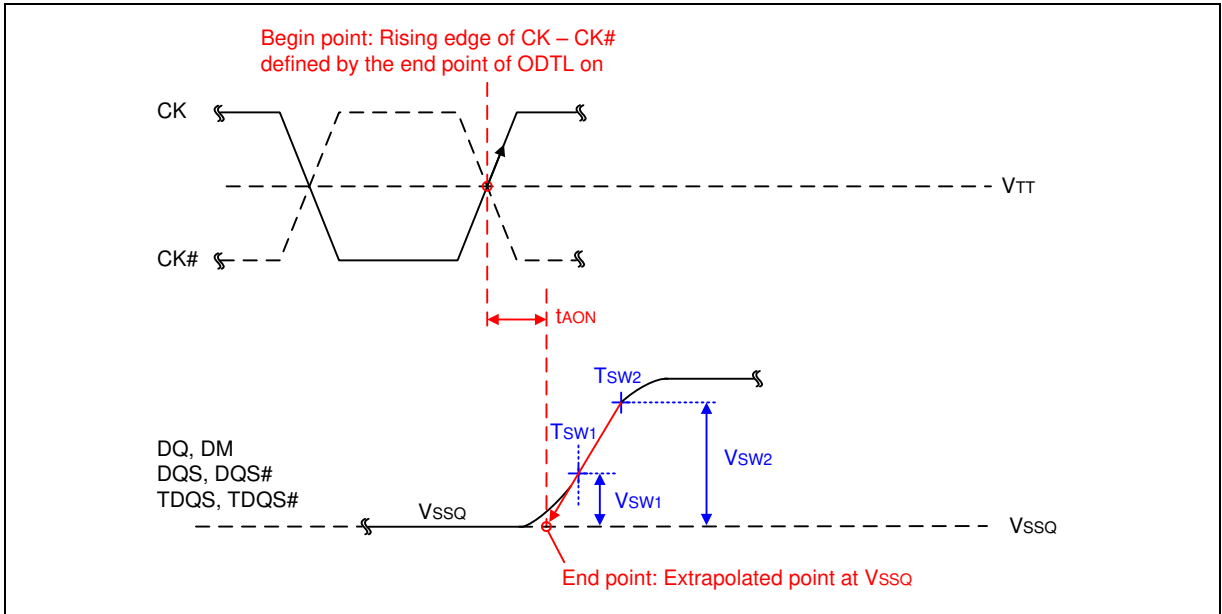 Begin point: Rising edge of CK – CK#
defined by the end point of ODTL on
CK
VTT
CK#
tAON
TSW2
TSW1
DQ, DM
DQS, DQS#
TDQS, TDQS#
VSW2
VSW1
VSSQ
VSSQ
End point: Extrapolated point at VSSQ